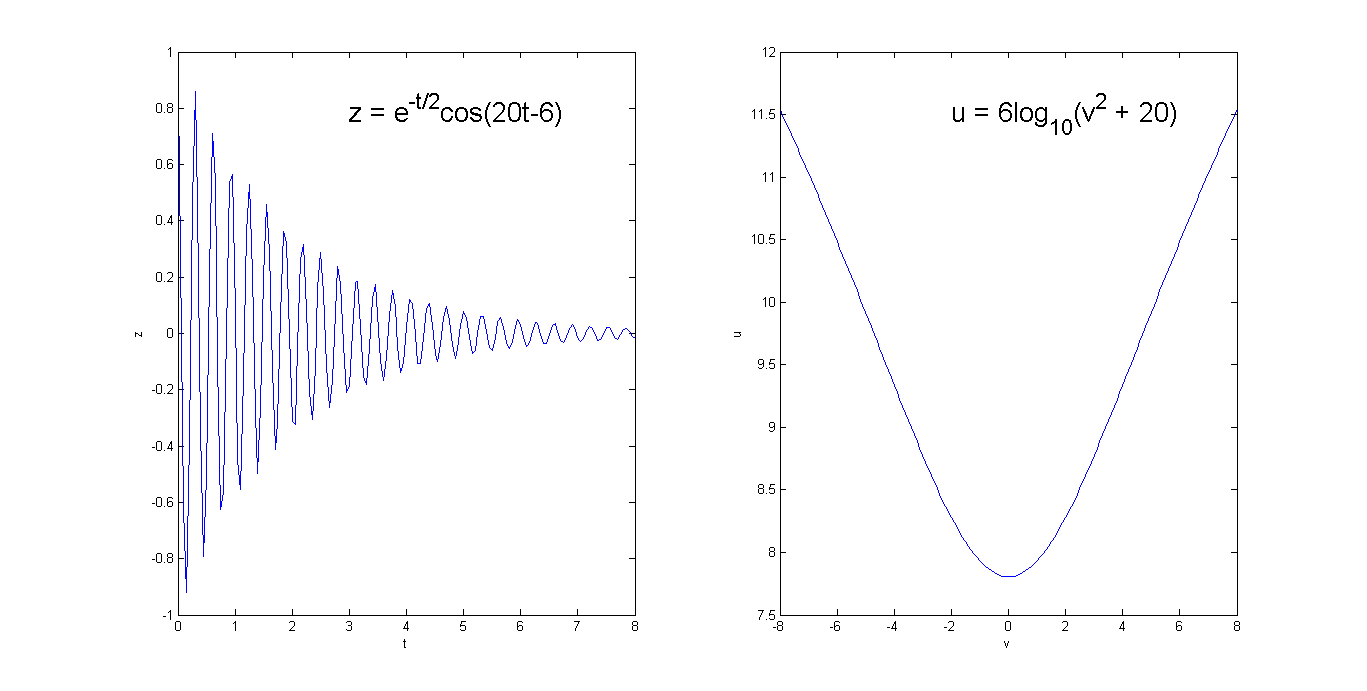 z = e^-t/2cos(20t-6)
1
0.8
0.6
0.4
0.2
0
-0.2
-0.4
-0.6
-0.8
-1
z
0 1 2 3 4 5 6 7 8
t
u = 6log_10(v^2 + 20)
12
11.5
11
10.5
10
9.5
9
8.5
8
7.5
u
-8 -6 -4 -2 0 2 4 6 8
v